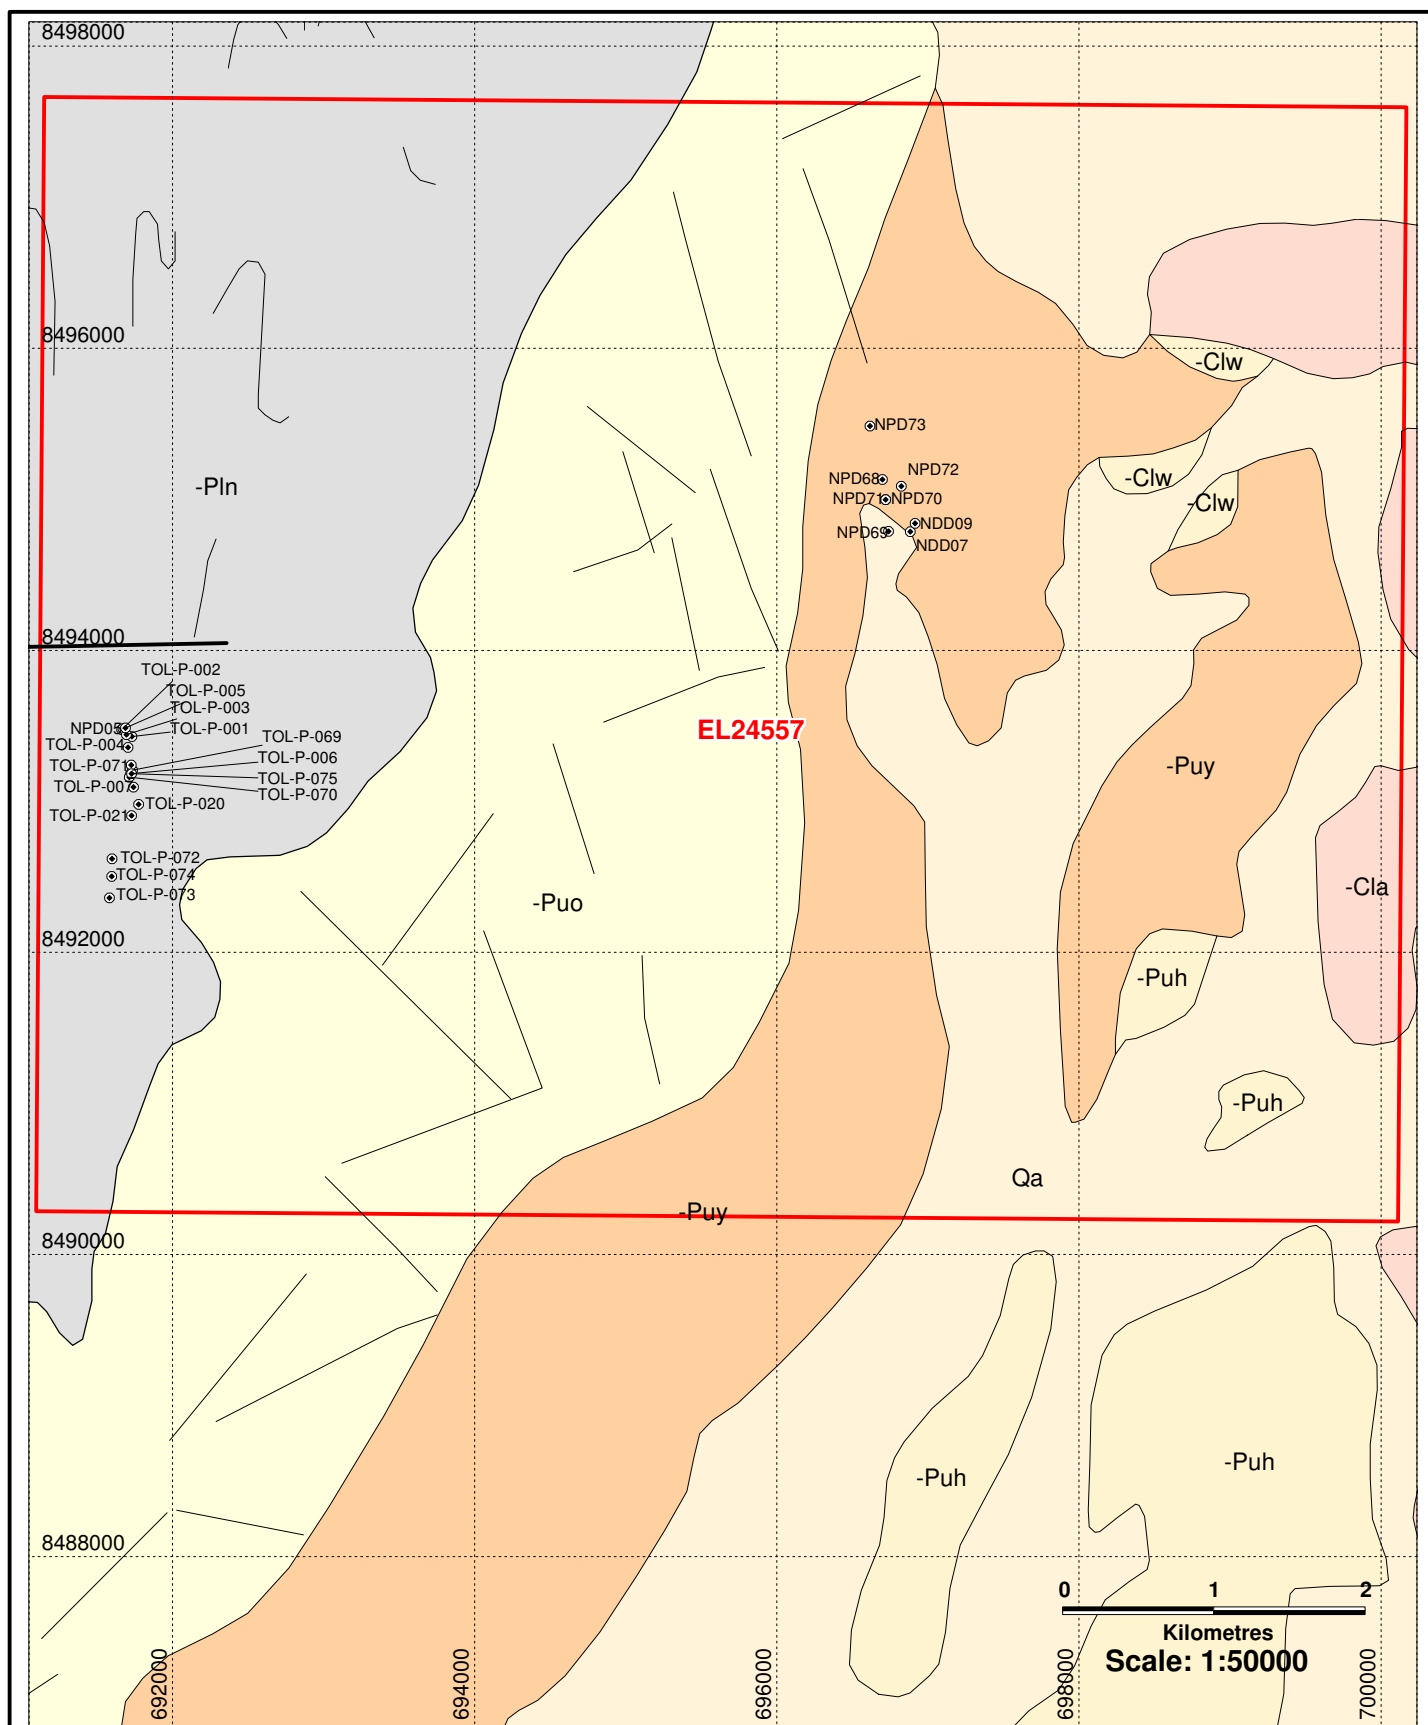 8498000
8496000
-Clw
NPD73
NPD72
NPD68
-Clw
-Pln
NPD71
NPD70
-Clw
NDD09
NPD69
NDD07
8494000
TOL-P-002
TOL-P-005
TOL-P-003
NPD05
TOL-P-001
EL24557
TOL-P-069
TOL-P-004
TOL-P-006
TOL-P-071
-Puy
TOL-P-075
TOL-P-007
TOL-P-070
TOL-P-020
TOL-P-021
TOL-P-072
TOL-P-074
-Cla
TOL-P-073
-Puo
8492000
-Puh
-Puh
Qa
-Puy
8490000
-Puh
-Puh
8488000
0 1 2
Kilometres
Scale: 1:50000
692000
694000
696000
698000
700000